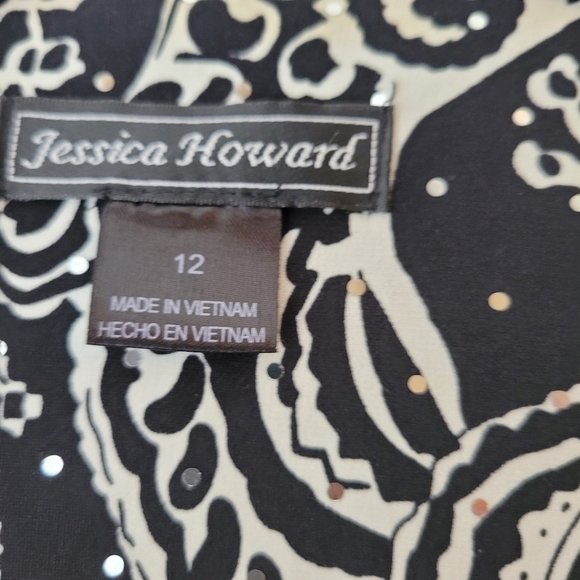 Jessica Howard
12
MADE IN VIETNAM
HECHO EN VIETNAM